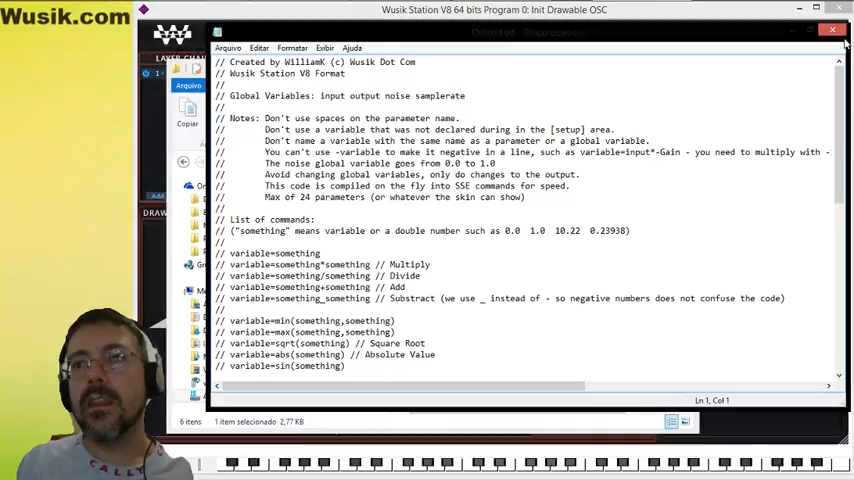 Wusik.com
Wusik Station V8 64 bits Program 0: Init Drawable OSC
LAYER CHAI
Arquivo Editar Formatar Exibir Ajuda
Arquivo
Copiar
Add
DRAW
// Created by WilliamK (c) Wusik Dot Com
// Wusik Station V8 Format
//
// Global Variables: input output noise samplerate
//
// Notes: Don't use spaces on the parameter name.
// Don't use a variable that was not declared during in the [setup] area.
// Don't name a variable with the same name as a parameter or a global variable.
// You can't use -variable to make it negative in a line, such as variable=input*-Gain - you need to multiply with -
// The noise global variable goes from 0.0 to 1.0
// Avoid changing global variables, only do changes to the output.
// This code is compiled on the fly into SSE commands for speed.
// Max of 24 parameters (or whatever the skin can show)
//
// List of commands:
// ("something" means variable or a double number such as 0.0 1.0 10.22 0.23938)
//
// variable=something
// variable=something*something // Multiply
// variable=something/something // Divide
// variable=something+something // Add
// variable=something_something // Substract (we use _ instead of - so negative numbers does not confuse the code)
//
// variable=min(something,something)
// variable=max(something,something)
// variable=sqrt(something) // Square Root
// variable=abs(something) // Absolute Value
// variable=sin(something)
Ln 1, Col 1
6 itens 1 item selecionado 2,77 KB
CALLY